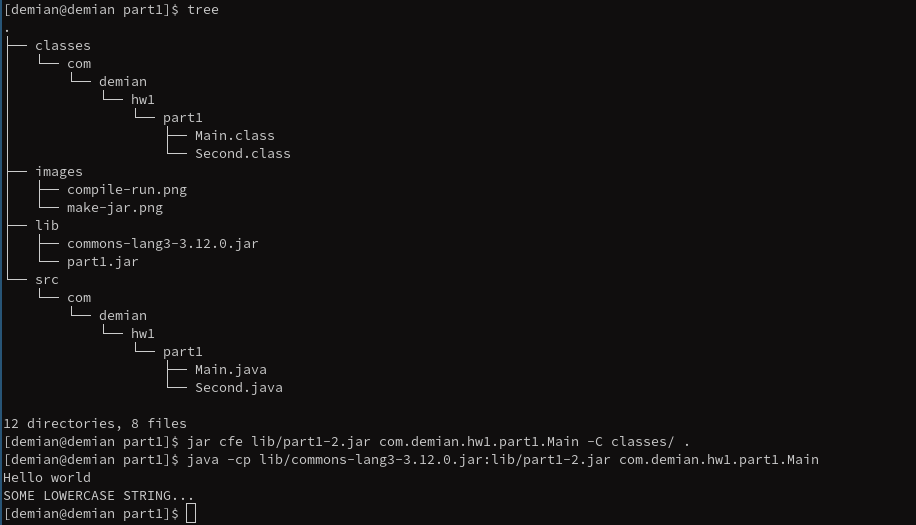 [demian@demian part1]$ tree
.
├── classes
│   └── com
│       └── demian
│           └── hw1
│               └── part1
│                   ├── Main.class
│                   └── Second.class
├── images
│   ├── compile-run.png
│   └── make-jar.png
├── lib
│   ├── commons-lang3-3.12.0.jar
│   └── part1.jar
└── src
    └── com
        └── demian
            └── hw1
                └── part1
                    ├── Main.java
                    └── Second.java

12 directories, 8 files
[demian@demian part1]$ jar cfe lib/part1-2.jar com.demian.hw1.part1.Main -C classes/ .
[demian@demian part1]$ java -cp lib/commons-lang3-3.12.0.jar:lib/part1-2.jar com.demian.hw1.part1.Main
Hello world
SOME LOWERCASE STRING...
[demian@demian part1]$